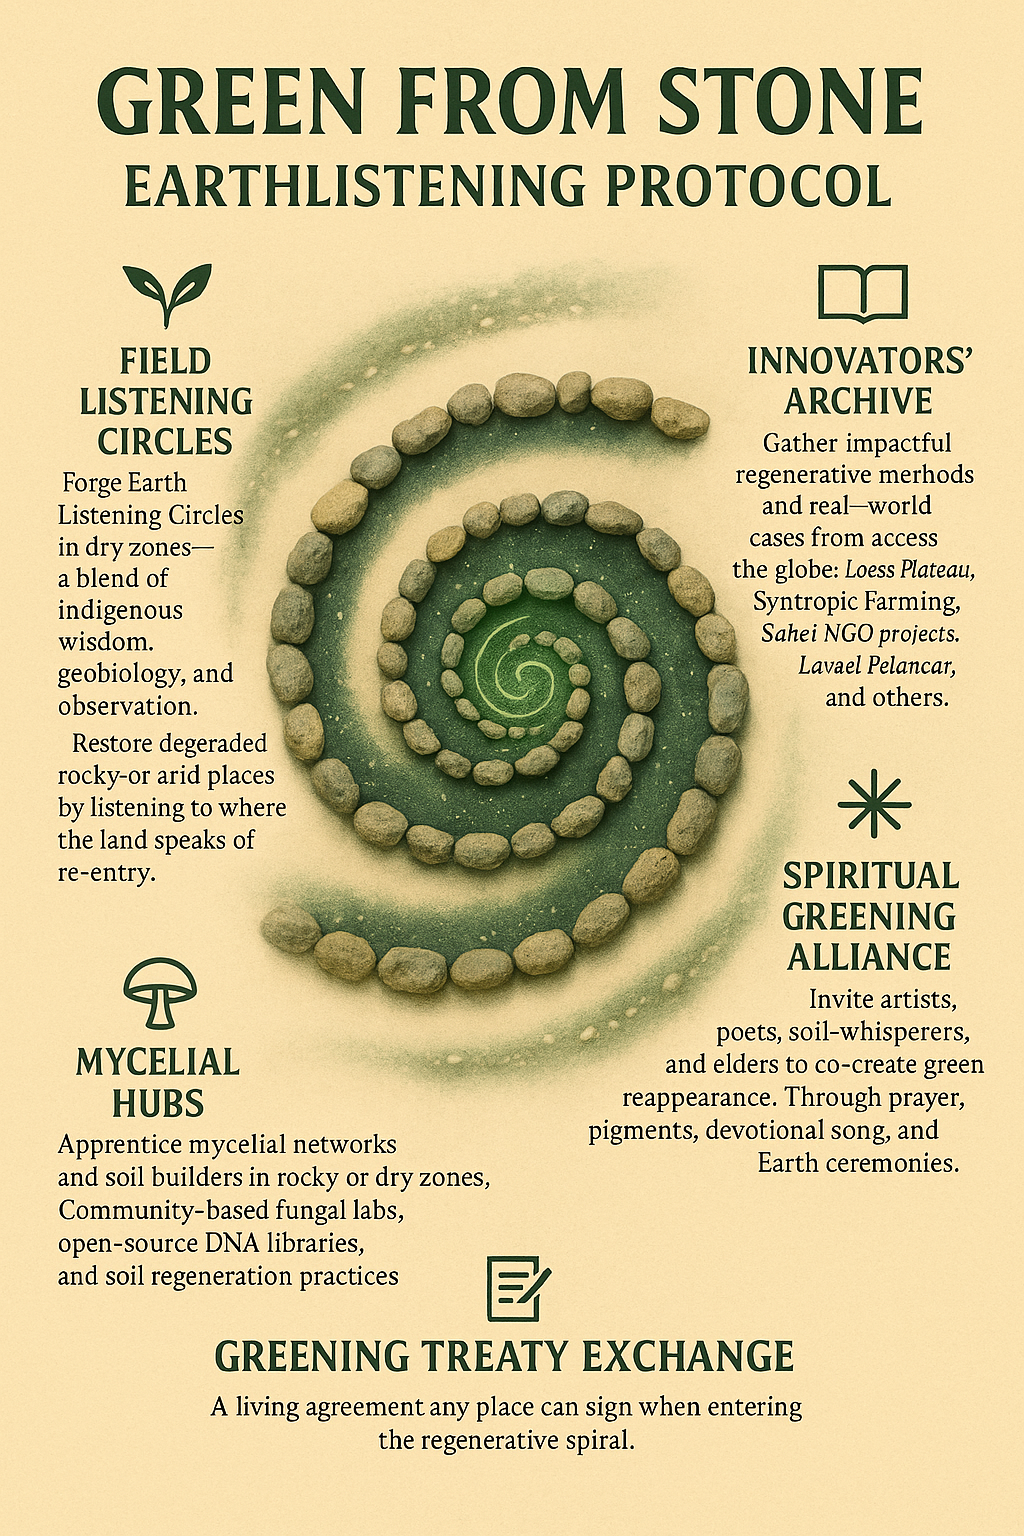 GREEN FROM STONE
EARTHLISTENING PROTOCOL
FIELD
LISTENING
CIRCLES
Forge Earth
Listening Circles
in dry zones—
a blend of
indigenous
wisdom.
geobiology, and
observation.
Restore degeraded
rocky-or arid places
by listening to where
the land speaks of
re-entry.
INNOVATORS’
ARCHIVE
Gather impactful
regenerative merhods
and real—world
cases from access
the globe: Loess Plateau,
Syntropic Farming,
Sahei NGO projects.
Lavael Pelancar,
and others.
SPIRITUAL
GREENING
ALLIANCE
Invite artists,
poets, soil-whisperers,
and elders to co-create green
reappearance. Through prayer,
pigments, devotional song, and
Earth ceremonies.
MYCELIAL
HUBS
Apprentice mycelial networks
and soil builders in rocky or dry zones,
Community-based fungal labs,
open-source DNA libraries,
and soil regeneration practices
GREENING TREATY EXCHANGE
A living agreement any place can sign when entering
the regenerative spiral.